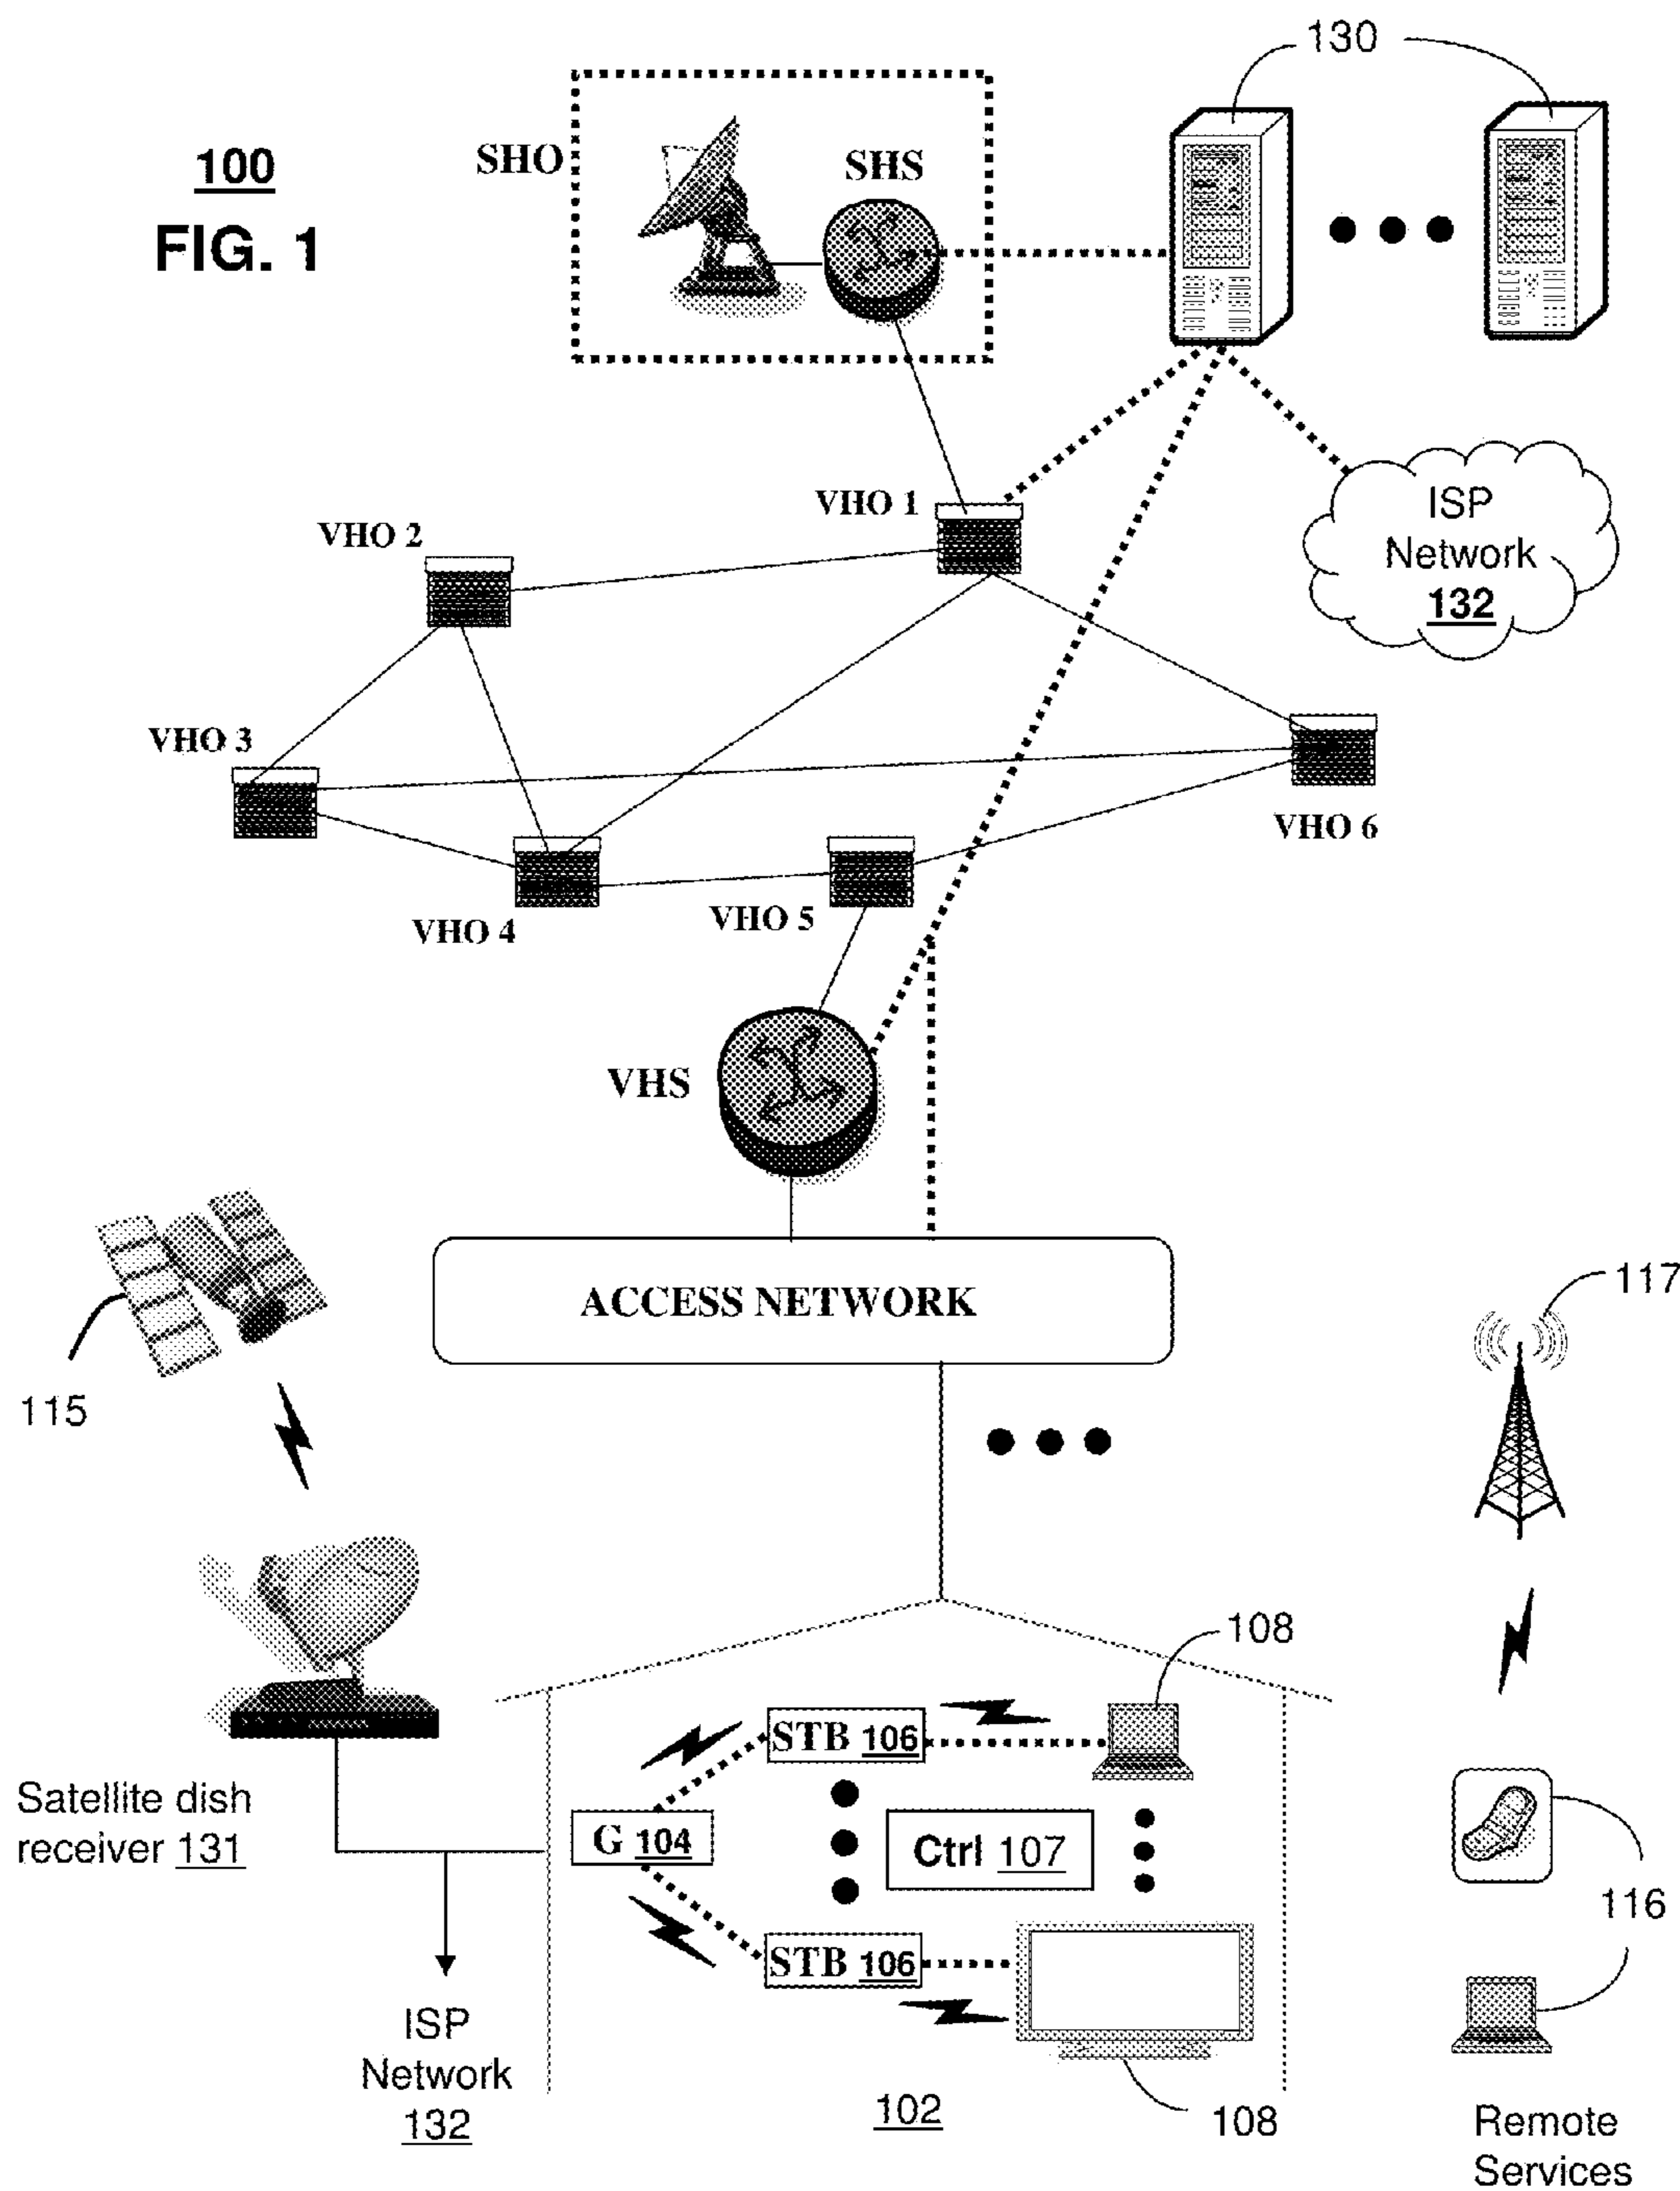 100
FIG. 1
130
SHO
SHS
VHO 1
ISP
Network
132
VHO 2
VHO 3
VHO 6
VHO 4
VHO 5
VHS
ACCESS NETWORK
117
115
108
STB 106
Satellite dish
receiver 131
G 104
Ctrl 107
116
STB 106
ISP
Network
132
102
108
Remote
Services